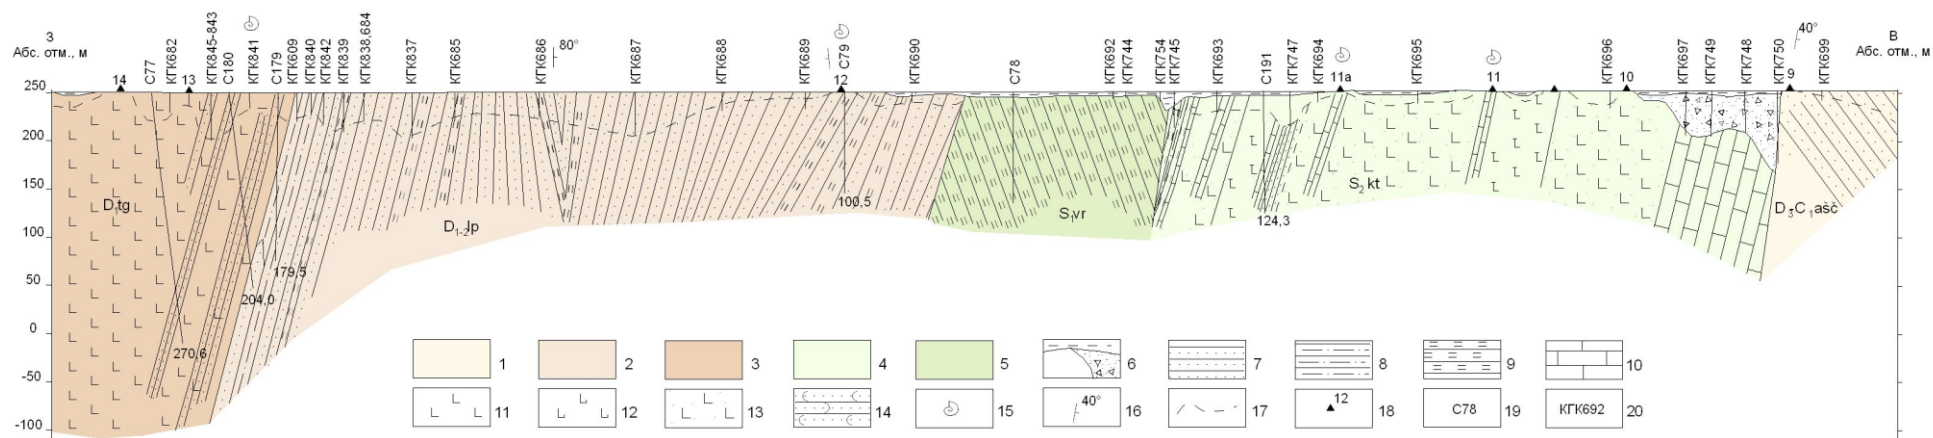 З
Абс. отм., м
В
Абс. отм., м
14
С77
КГК682
13
КГК845-843
С180
КГК841
С179
КГК609
КГК840
КГК842
КГК839
КГК838,684
КГК837
КГК685
КГК686
80°
КГК687
КГК688
КГК689
12
С79
КГК690
С78
КГК692
КГК744
КГК754
КГК745
КГК693
С191
КГК747
КГК694
11а
КГК695
11
КГК696
10
КГК697
КГК749
КГК748
КГК750
9
40°
КГК699
250
200
150
100
50
0
-50
-100
D₁tg
D₁₋₂lp
S₁vr
S₂kt
D₃C₁ašč
270,6
204,0
179,5
100,5
124,3
1
2
3
4
5
6
7
8
9
10
11
12
13
14
15
40° 16
17
12 18
С78 19
КГК692 20